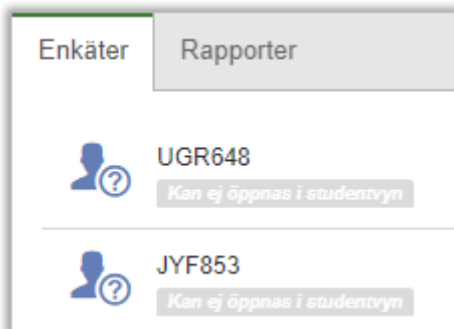 Enkäter Rapporter
UGR648
Kan ej öppnas i studentvyn
JYF853
Kan ej öppnas i studentvyn